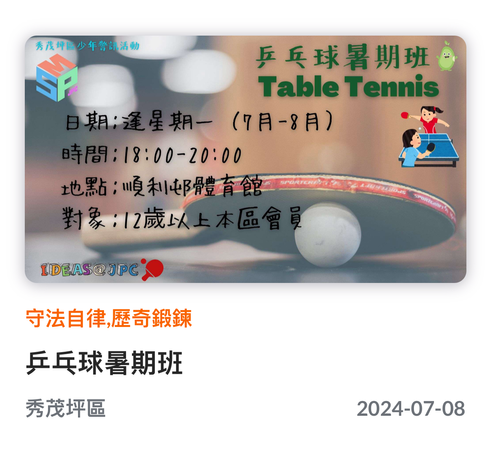 秀茂坪區少年警訊活動
MSP
乒乓球暑期班
Table Tennis
日期:逢星期一 (7月-8月)
時間:18:00-20:00
地點:順利邨體育館
對象:12歲以上本區會員
IDEAS@JPC
守法自律,歷奇鍛鍊
乒乓球暑期班
秀茂坪區
2024-07-08